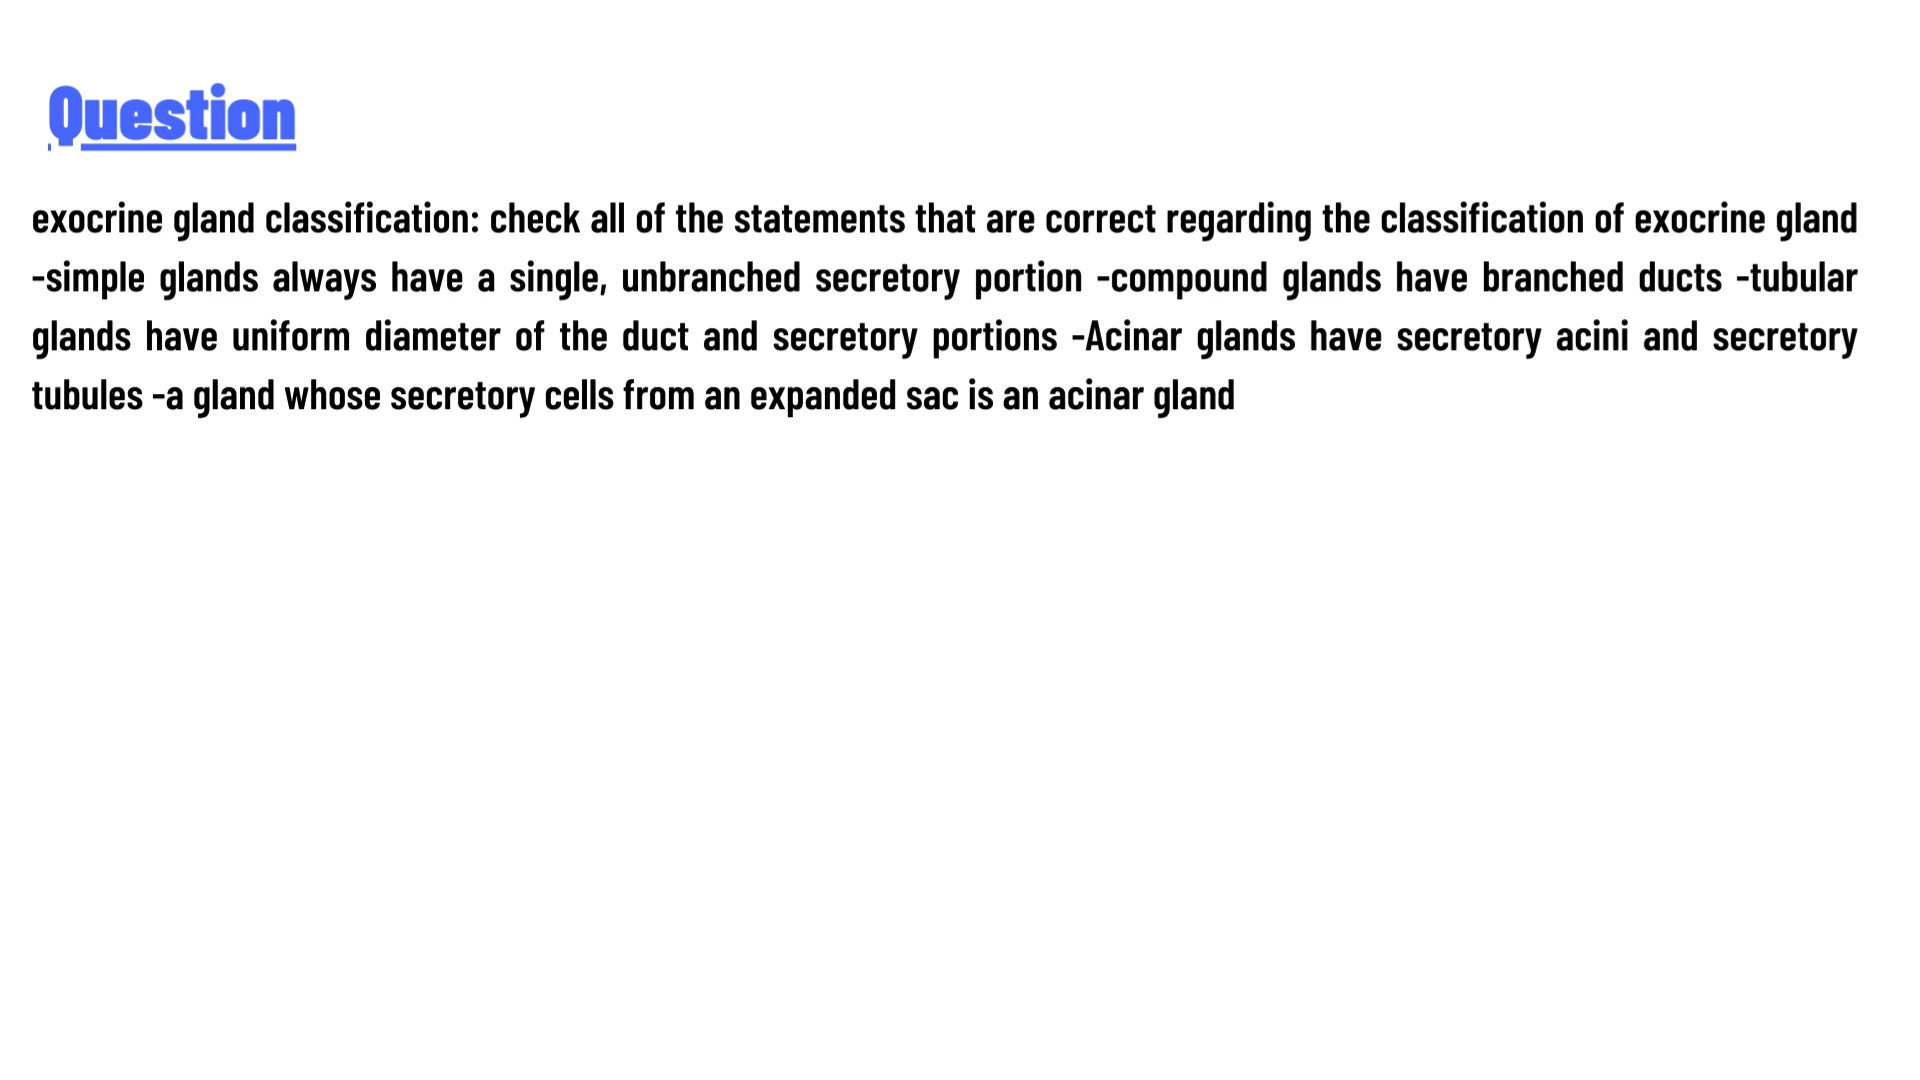 Question
exocrine gland classification: check all of the statements that are correct regarding the classification of exocrine gland
-simple glands always have a single, unbranched secretory portion -compound glands have branched ducts -tubular
glands have uniform diameter of the duct and secretory portions -Acinar glands have secretory acini and secretory
tubules -a gland whose secretory cells from an expanded sac is an acinar gland